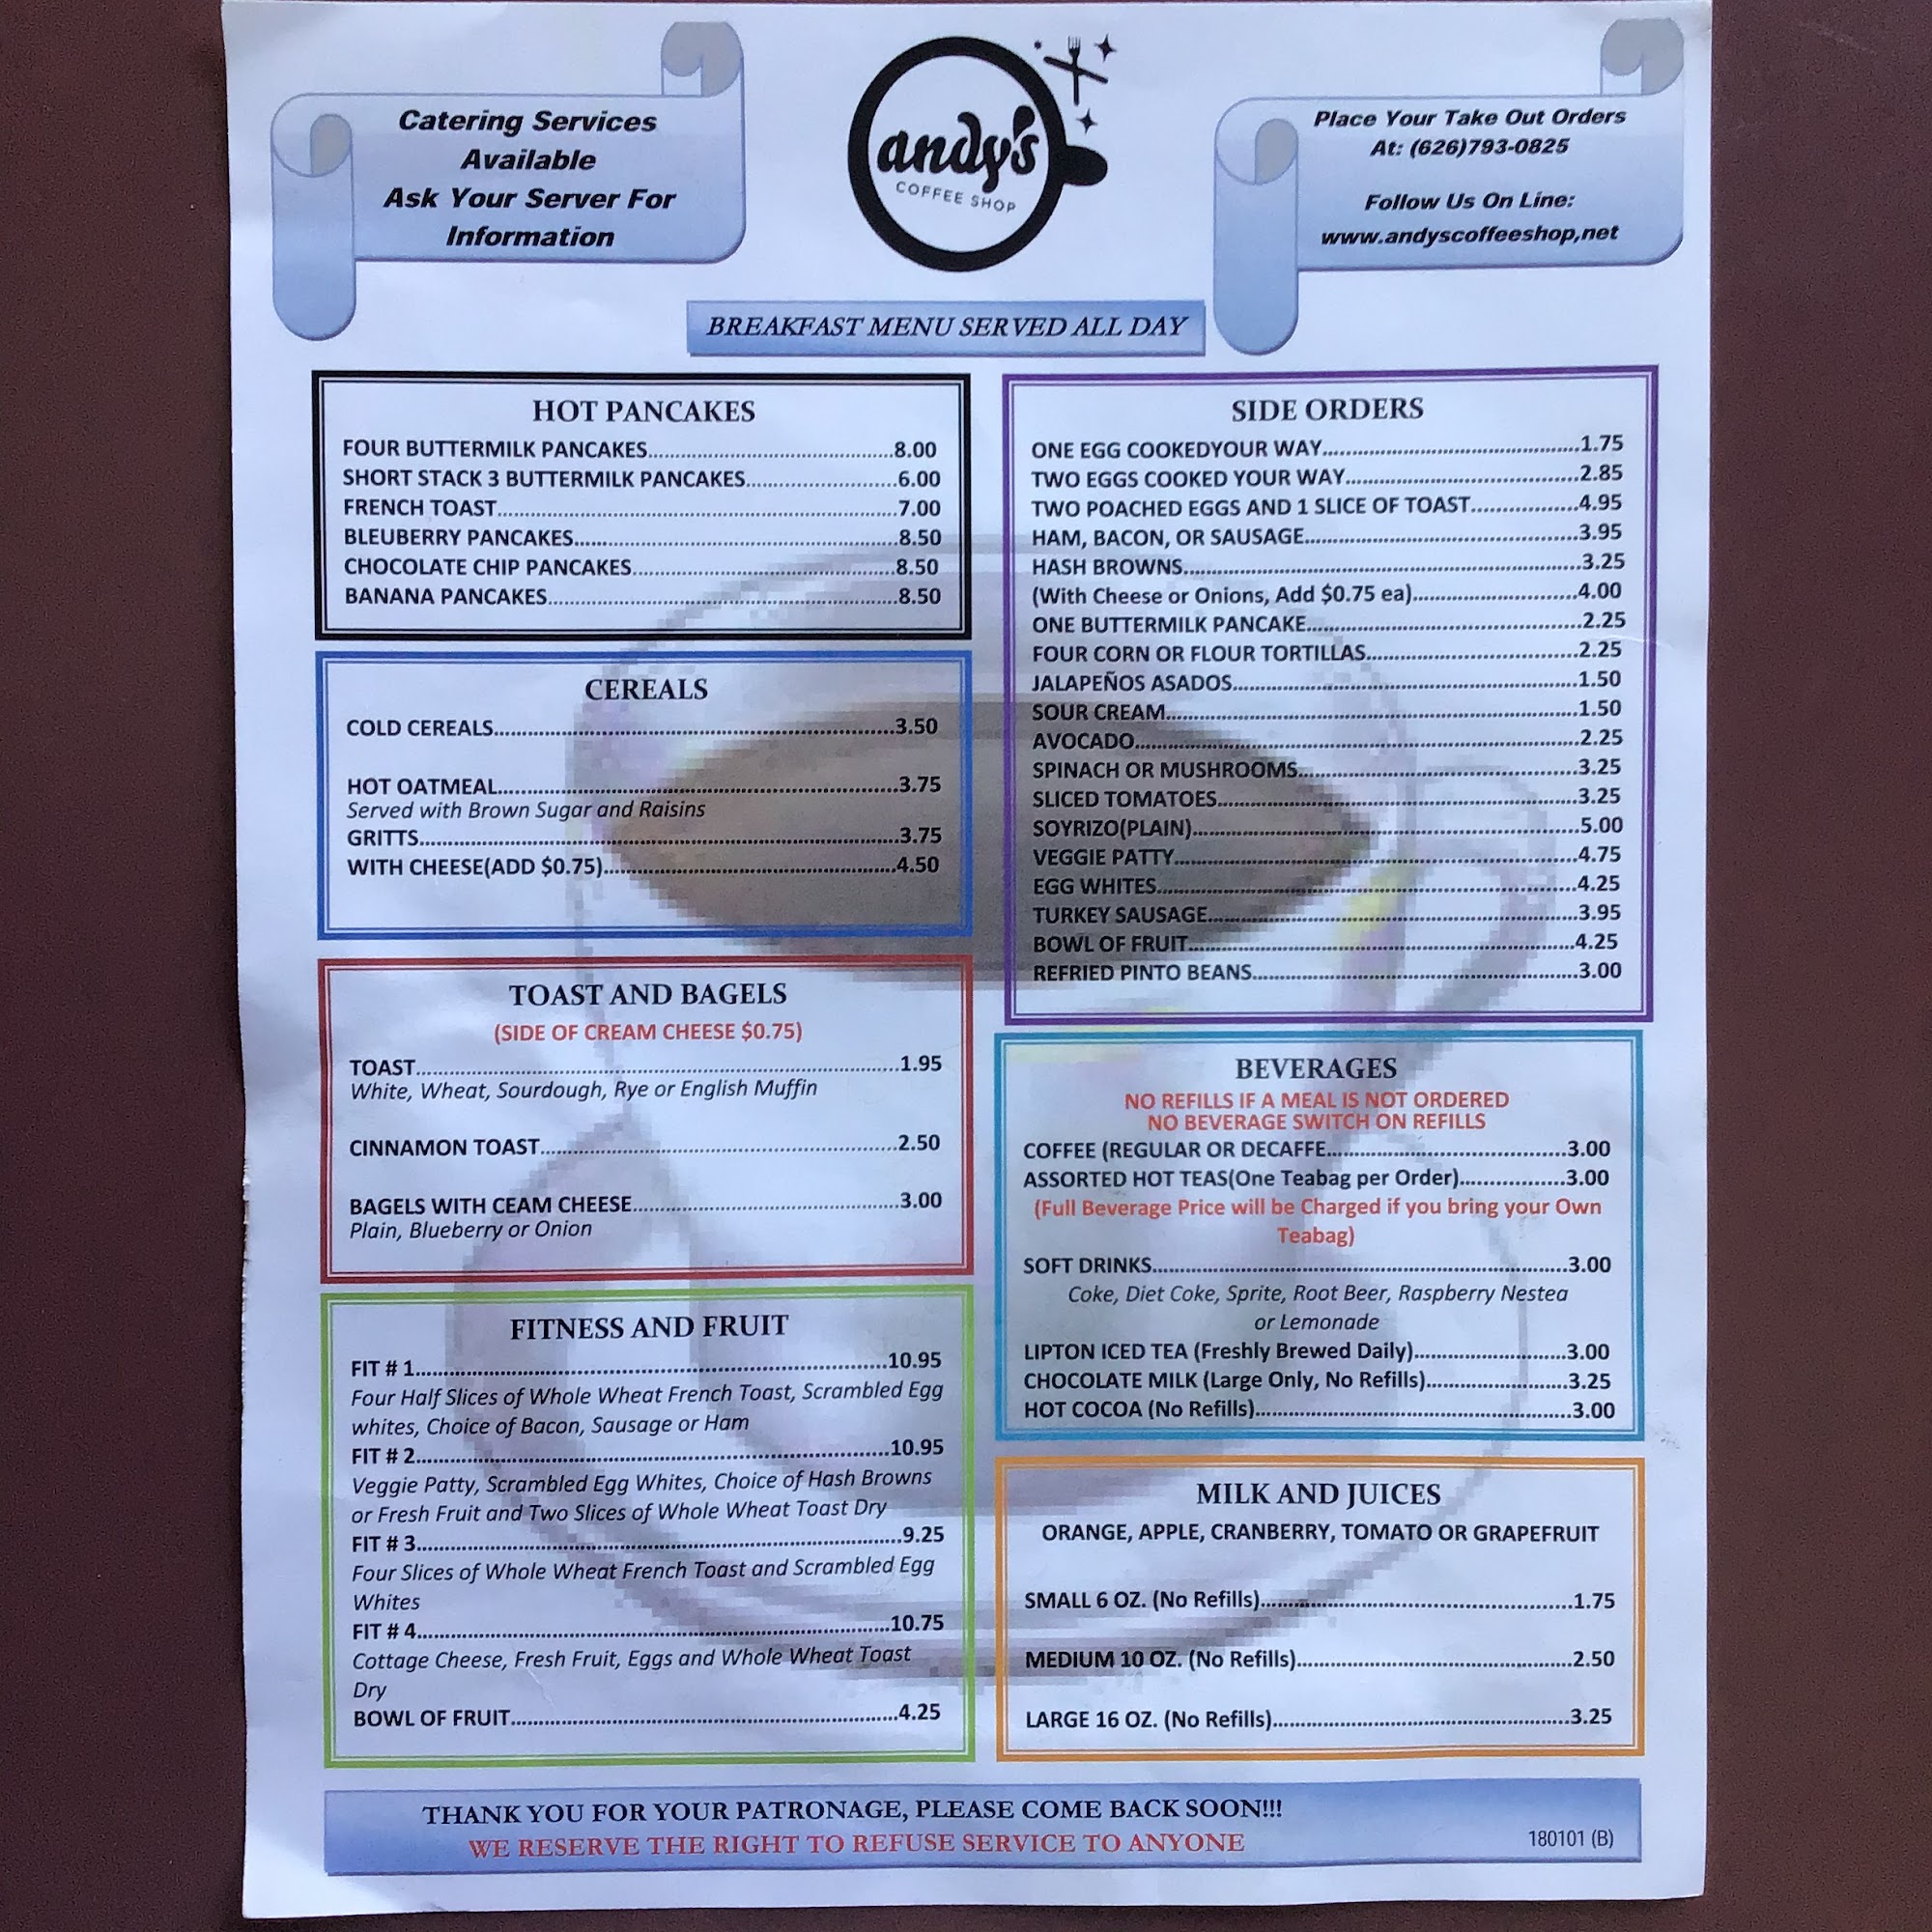 Catering Services
Available
Ask Your Server For
Information
andy's
COFFEE SHOP
Place Your Take Out Orders
At: (626)793-0825
Follow Us On Line:
www.andyscoffeeshop,net
BREAKFAST MENU SERVED ALL DAY
HOT PANCAKES
FOUR BUTTERMILK PANCAKES 8.00
SHORT STACK 3 BUTTERMILK PANCAKES 6.00
FRENCH TOAST 7.00
BLEUBERRY PANCAKES 8.50
CHOCOLATE CHIP PANCAKES 8.50
BANANA PANCAKES 8.50
CEREALS
COLD CEREALS 3.50
HOT OATMEAL 3.75
Served with Brown Sugar and Raisins
GRITTS 3.75
WITH CHEESE(ADD $0.75) 4.50
TOAST AND BAGELS
(SIDE OF CREAM CHEESE $0.75)
TOAST 1.95
White, Wheat, Sourdough, Rye or English Muffin
CINNAMON TOAST 2.50
BAGELS WITH CEAM CHEESE 3.00
Plain, Blueberry or Onion
FITNESS AND FRUIT
FIT # 1 10.95
Four Half Slices of Whole Wheat French Toast, Scrambled Egg
whites, Choice of Bacon, Sausage or Ham
FIT # 2 10.95
Veggie Patty, Scrambled Egg Whites, Choice of Hash Browns
or Fresh Fruit and Two Slices of Whole Wheat Toast Dry
FIT # 3 9.25
Four Slices of Whole Wheat French Toast and Scrambled Egg
Whites
FIT # 4 10.75
Cottage Cheese, Fresh Fruit, Eggs and Whole Wheat Toast
Dry
BOWL OF FRUIT 4.25
SIDE ORDERS
ONE EGG COOKEDYOUR WAY 1.75
TWO EGGS COOKED YOUR WAY 2.85
TWO POACHED EGGS AND 1 SLICE OF TOAST 4.95
HAM, BACON, OR SAUSAGE 3.95
HASH BROWNS 3.25
(With Cheese or Onions, Add $0.75 ea) 4.00
ONE BUTTERMILK PANCAKE 2.25
FOUR CORN OR FLOUR TORTILLAS 2.25
JALAPEÑOS ASADOS 1.50
SOUR CREAM 1.50
AVOCADO 2.25
SPINACH OR MUSHROOMS 3.25
SLICED TOMATOES 3.25
SOYRIZO(PLAIN) 5.00
VEGGIE PATTY 4.75
EGG WHITES 4.25
TURKEY SAUSAGE 3.95
BOWL OF FRUIT 4.25
REFRIED PINTO BEANS 3.00
BEVERAGES
NO REFILLS IF A MEAL IS NOT ORDERED
NO BEVERAGE SWITCH ON REFILLS
COFFEE (REGULAR OR DECAFFE 3.00
ASSORTED HOT TEAS(One Teabag per Order) 3.00
(Full Beverage Price will be Charged if you bring your Own
Teabag)
SOFT DRINKS 3.00
Coke, Diet Coke, Sprite, Root Beer, Raspberry Nestea
or Lemonade
LIPTON ICED TEA (Freshly Brewed Daily) 3.00
CHOCOLATE MILK (Large Only, No Refills) 3.25
HOT COCOA (No Refills) 3.00
MILK AND JUICES
ORANGE, APPLE, CRANBERRY, TOMATO OR GRAPEFRUIT
SMALL 6 OZ. (No Refills) 1.75
MEDIUM 10 OZ. (No Refills) 2.50
LARGE 16 OZ. (No Refills) 3.25
THANK YOU FOR YOUR PATRONAGE, PLEASE COME BACK SOON!!!
WE RESERVE THE RIGHT TO REFUSE SERVICE TO ANYONE
180101 (B)